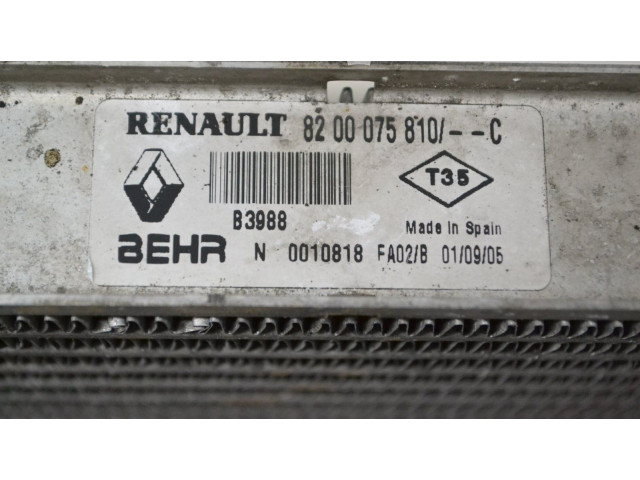 RENAULT 82 00 075 810/--C
T35
B3988
Made In Spain
BEHR N 0010818 FA02/B 01/09/05